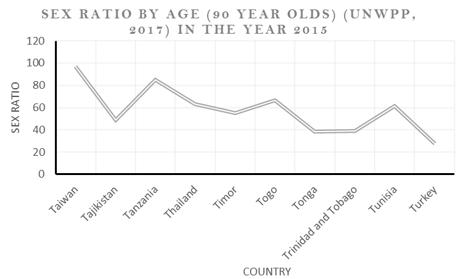 SEX RATIO BY AGE (90 YEAR OLDS) (UNWPP,
2017) IN THE YEAR 2015
120
100
80
60
40
20
0
SEX RATIO
Taiwan
Tajikistan
Tanzania
Thailand
Timor
Togo
Tonga
Trinidad and Tobago
Tunisia
Turkey
COUNTRY